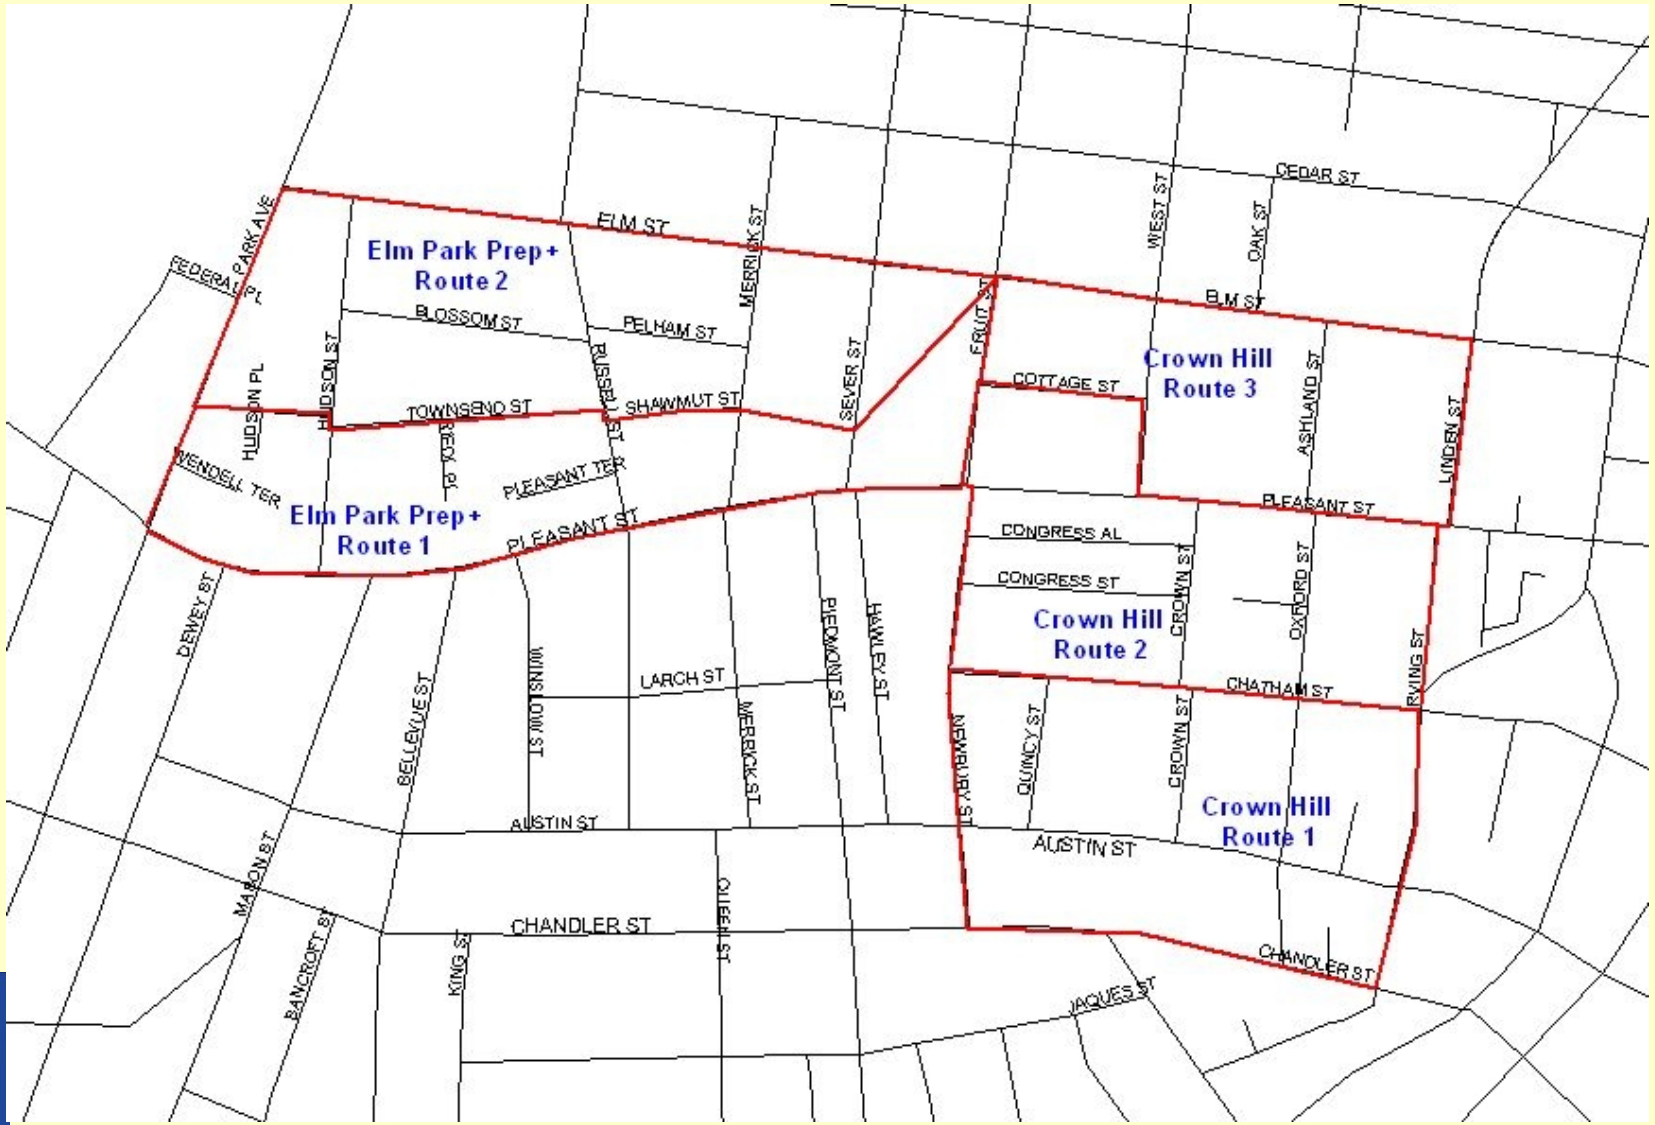 CEDAR ST
WEST ST
OAK ST
PARK AVE
FEDERAL PL
ELM ST
MERRICK ST
Elm Park Prep+
Route 2
BLOSSOM ST
PELHAM ST
FRUIT ST
ELM ST
HUDSON PL
HUDSON ST
RUSSELL ST
SEVER ST
Crown Hill
Route 3
COTTAGE ST
ASHLAND ST
LINDEN ST
TOWNSEND ST
SHAWMUT ST
WENDELL TER
PL
PLEASANT TER
Elm Park Prep+
Route 1
PLEASANT ST
PLEASANT ST
CONGRESS AL
CONGRESS ST
CROWN ST
OXFORD ST
Crown Hill
Route 2
DEWEY ST
PIEDMONT ST
HAWLEY ST
IRVING ST
CHATHAM ST
BELLEVUE ST
WINSLOW ST
LARCH ST
MERRICK ST
NEWBURY ST
QUINCY ST
CROWN ST
Crown Hill
Route 1
AUSTIN ST
AUSTIN ST
MASON ST
BANCROFT ST
CHANDLER ST
QUEEN ST
KING ST
CHANDLER ST
JAQUES ST